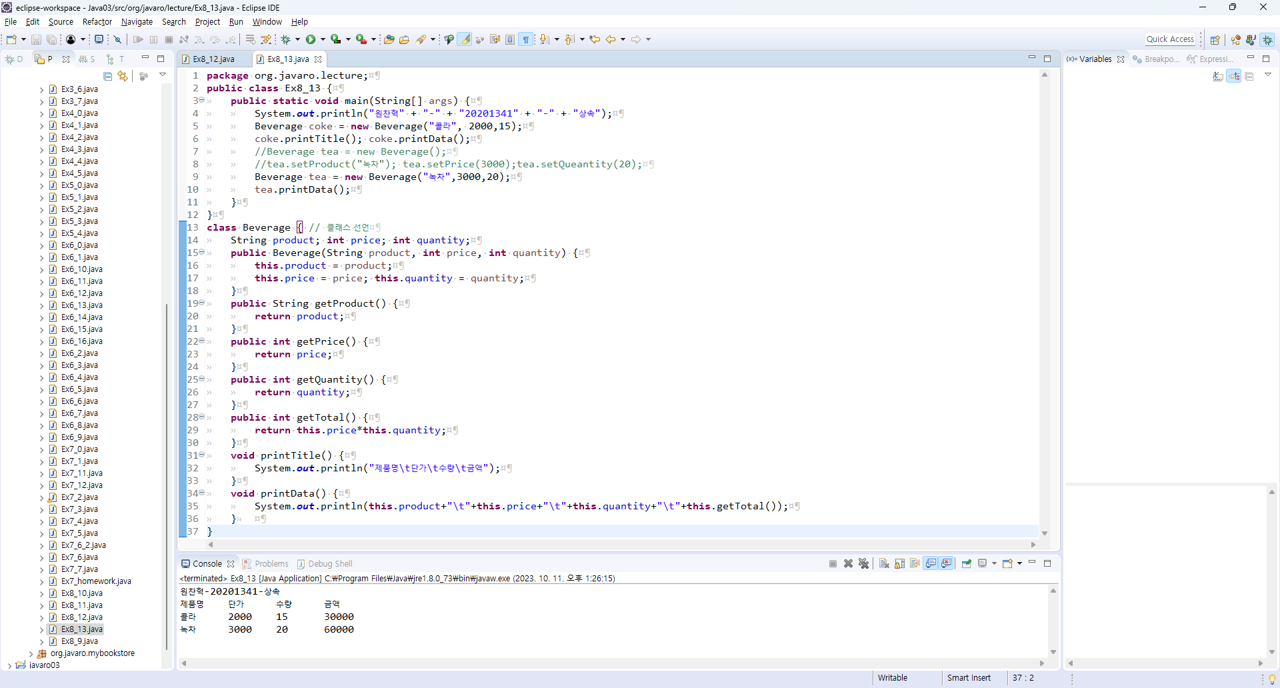 eclipse-workspace - Java03/src/org/javaro/lecture/Ex8_13.java - Eclipse IDE
File Edit Source Refactor Navigate Search Project Run Window Help
Quick Access
D P S T
Ex8_12.java Ex8_13.java
(x)= Variables Breakpo... Expressi...
Ex3_6.java
Ex3_7.java
Ex4_0.java
Ex4_1.java
Ex4_2.java
Ex4_3.java
Ex4_4.java
Ex4_5.java
Ex5_0.java
Ex5_1.java
Ex5_2.java
Ex5_3.java
Ex5_4.java
Ex6_0.java
Ex6_1.java
Ex6_10.java
Ex6_11.java
Ex6_12.java
Ex6_13.java
Ex6_14.java
Ex6_15.java
Ex6_16.java
Ex6_2.java
Ex6_3.java
Ex6_4.java
Ex6_5.java
Ex6_6.java
Ex6_7.java
Ex6_8.java
Ex6_9.java
Ex7_0.java
Ex7_1.java
Ex7_11.java
Ex7_12.java
Ex7_2.java
Ex7_3.java
Ex7_4.java
Ex7_5.java
Ex7_6_2.java
Ex7_6.java
Ex7_7.java
Ex7_homework.java
Ex8_10.java
Ex8_11.java
Ex8_12.java
Ex8_13.java
Ex8_9.java
org.javaro.mybookstore
javaro03
1 package org.javaro.lecture;
2 public class Ex8_13 {
3 public static void main(String[] args) {
4 System.out.println("원찬혁" + "-" + "20201341" + "-" + "상속");
5 Beverage coke = new Beverage("콜라", 2000,15);
6 coke.printTitle(); coke.printData();
7 //Beverage tea = new Beverage();
8 //tea.setProduct("녹차"); tea.setPrice(3000);tea.setQueantity(20);
9 Beverage tea = new Beverage("녹차",3000,20);
10 tea.printData();
11 }
12 }
13 class Beverage { // 클래스 선언
14 String product; int price; int quantity;
15 public Beverage(String product, int price, int quantity) {
16 this.product = product;
17 this.price = price; this.quantity = quantity;
18 }
19 public String getProduct() {
20 return product;
21 }
22 public int getPrice() {
23 return price;
24 }
25 public int getQuantity() {
26 return quantity;
27 }
28 public int getTotal() {
29 return this.price*this.quantity;
30 }
31 void printTitle() {
32 System.out.println("제품명\t단가\t수량\t금액");
33 }
34 void printData() {
35 System.out.println(this.product+"\t"+this.price+"\t"+this.quantity+"\t"+this.getTotal());
36 }
37 }
Console Problems Debug Shell
<terminated> Ex8_13 [Java Application] C:₩Program Files₩Java₩jre1.8.0_73₩bin₩javaw.exe (2023. 10. 11. 오후 1:26:15)
원찬혁-20201341-상속
제품명 단가 수량 금액
콜라 2000 15 30000
녹차 3000 20 60000
Writable Smart Insert 37 : 2